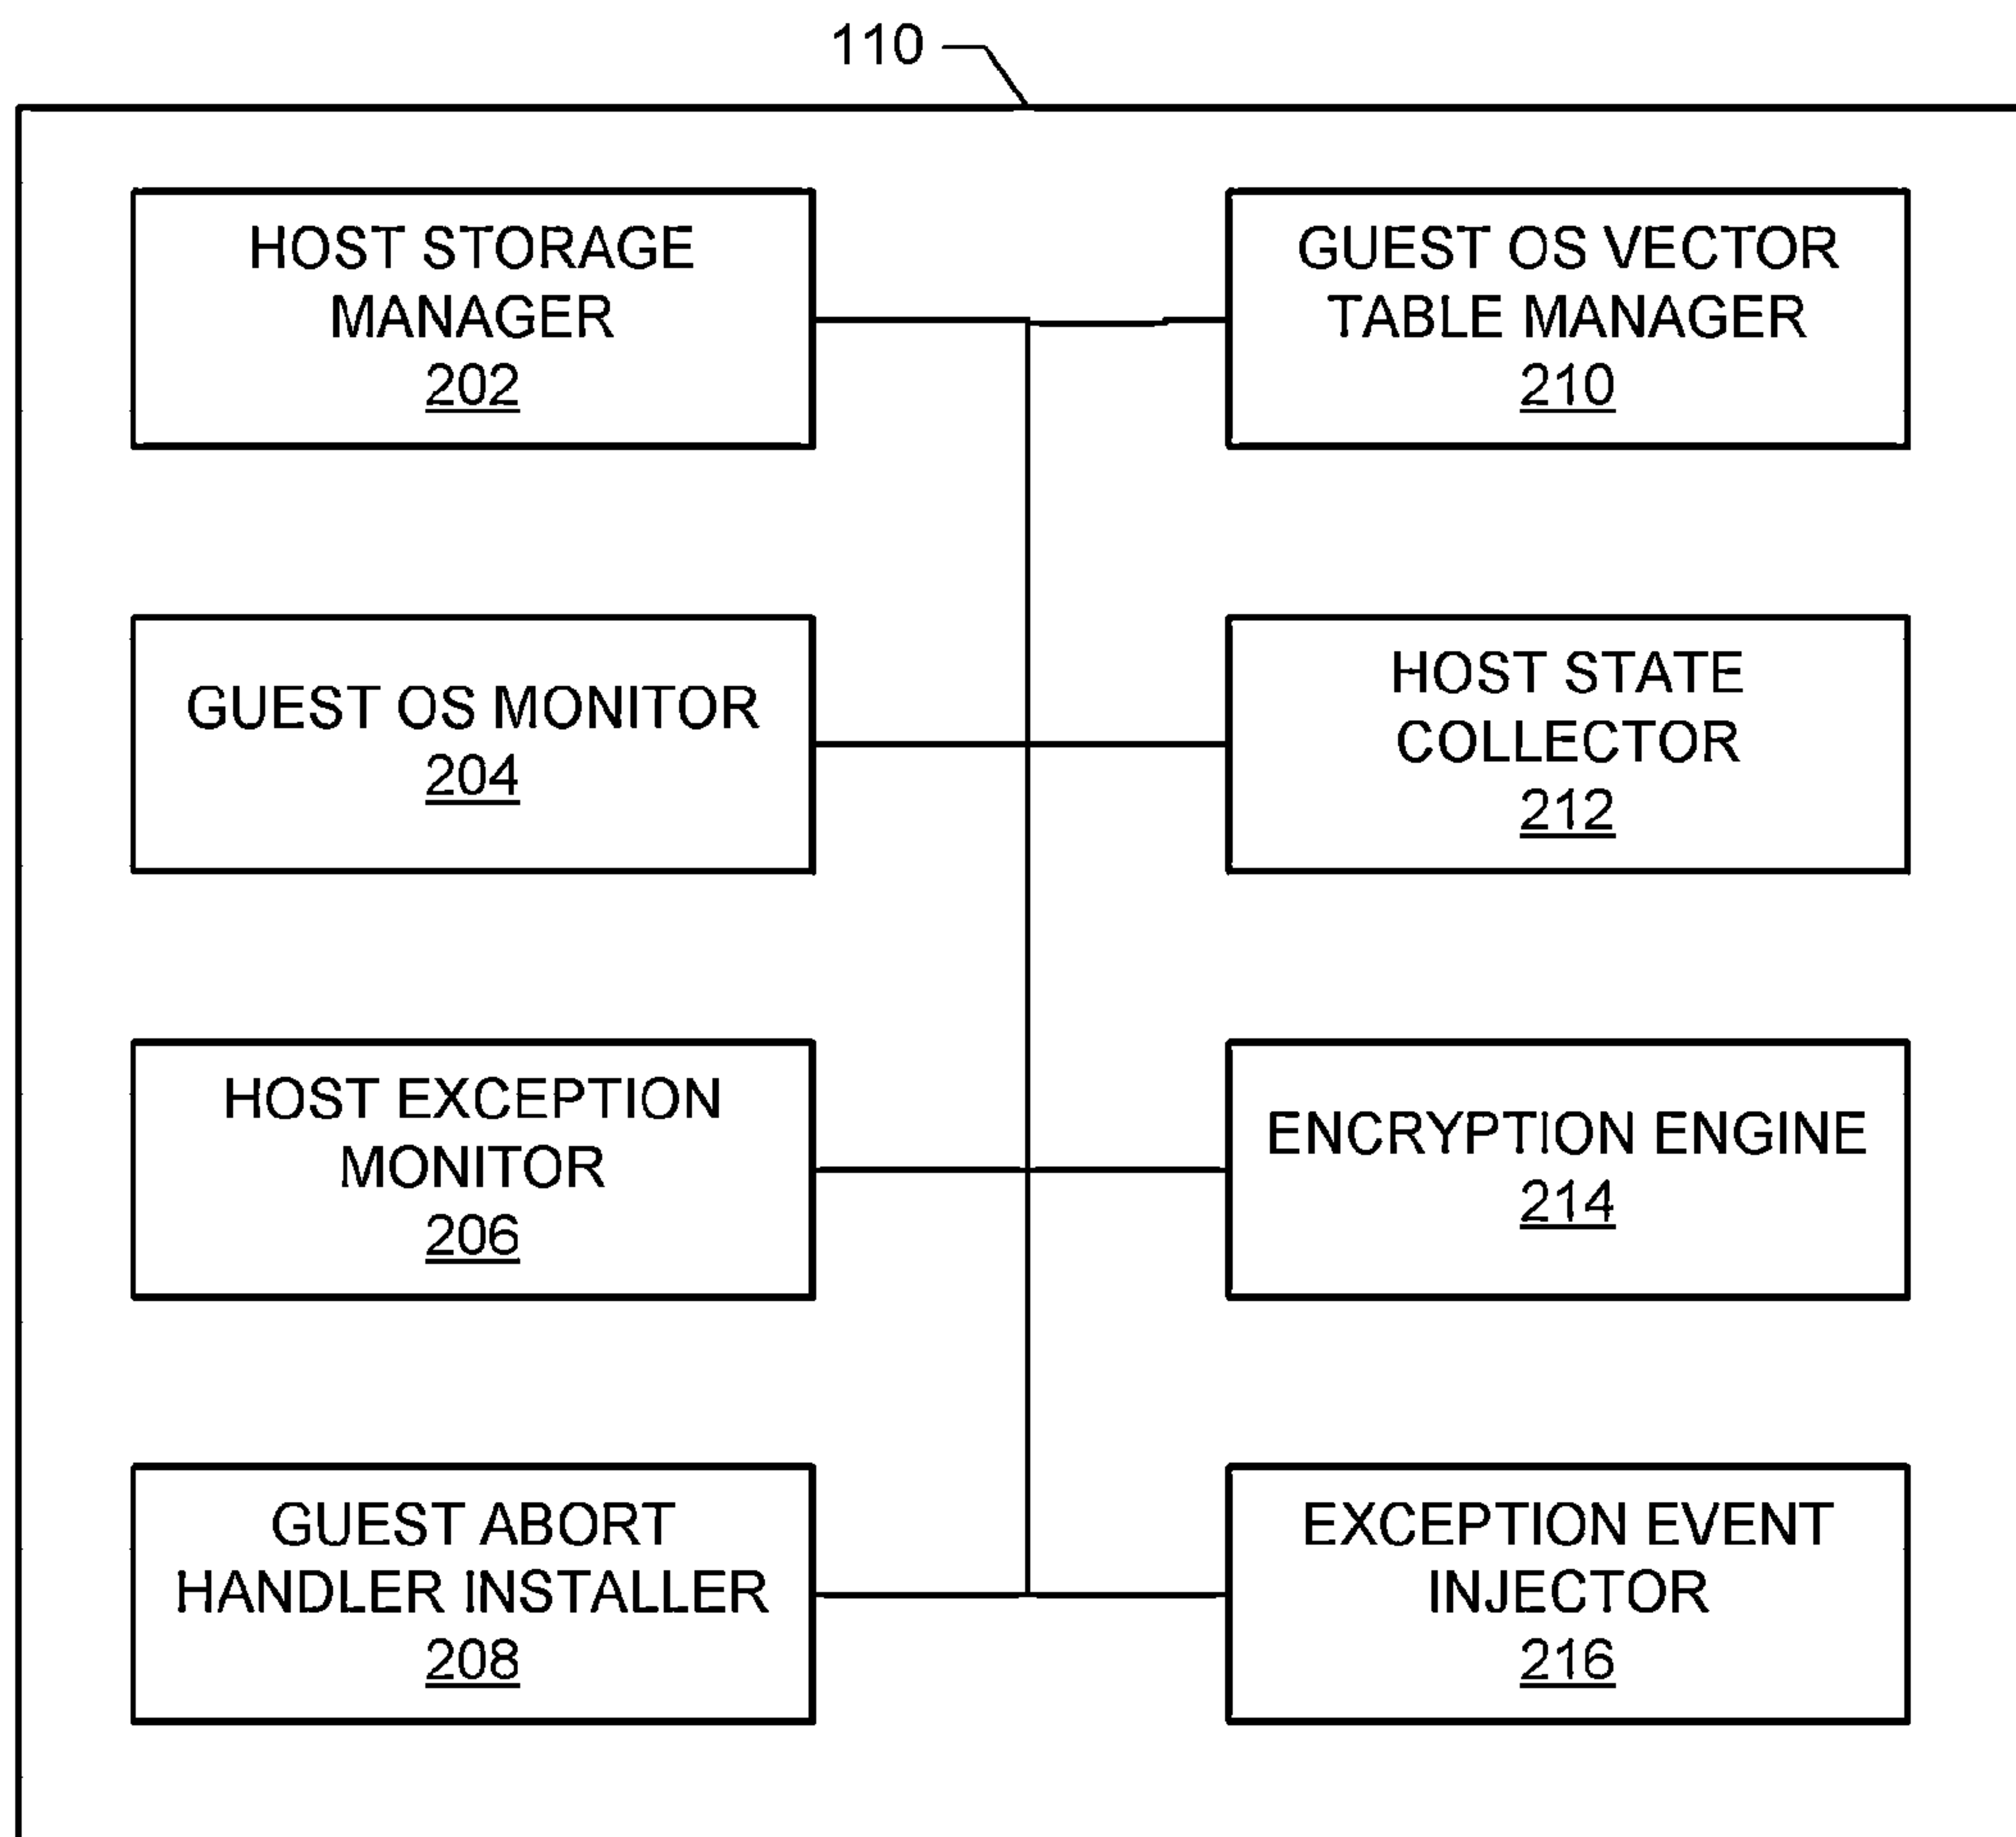 110
HOST STORAGE
MANAGER
202
GUEST OS VECTOR
TABLE MANAGER
210
GUEST OS MONITOR
204
HOST STATE
COLLECTOR
212
HOST EXCEPTION
MONITOR
206
ENCRYPTION ENGINE
214
GUEST ABORT
HANDLER INSTALLER
208
EXCEPTION EVENT
INJECTOR
216